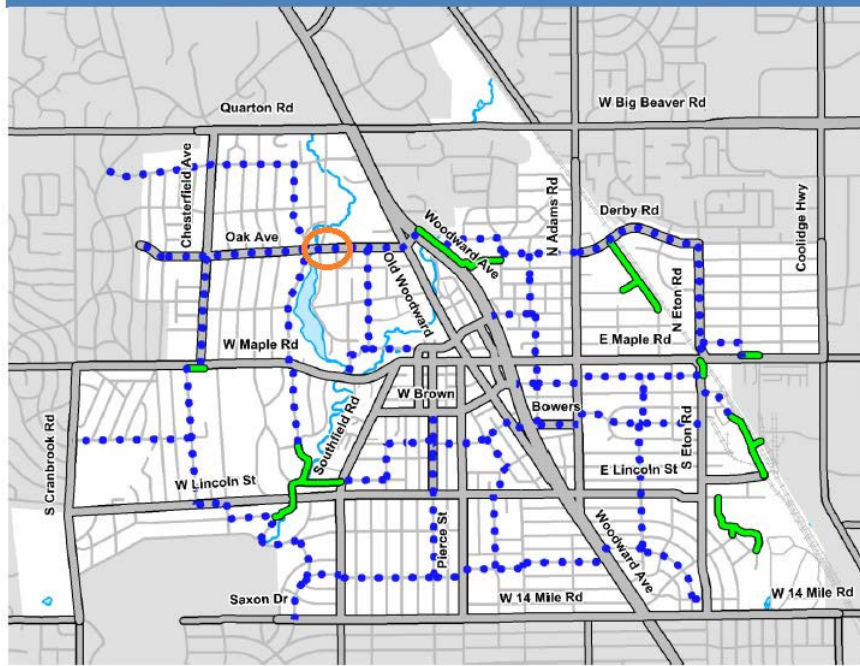 Quarton Rd
W Big Beaver Rd
Chesterfield Ave
N Adams Rd
Derby Rd
Woodward Ave
Oak Ave
Coolidge Hwy
Old Woodward
N Eton Rd
W Maple Rd
E Maple Rd
W Brown
Bowers
S Cranbrook Rd
Southfield Rd
S Eton Rd
W Lincoln St
E Lincoln St
Pierce St
Woodward Ave
Saxon Dr
W 14 Mile Rd
W 14 Mile Rd